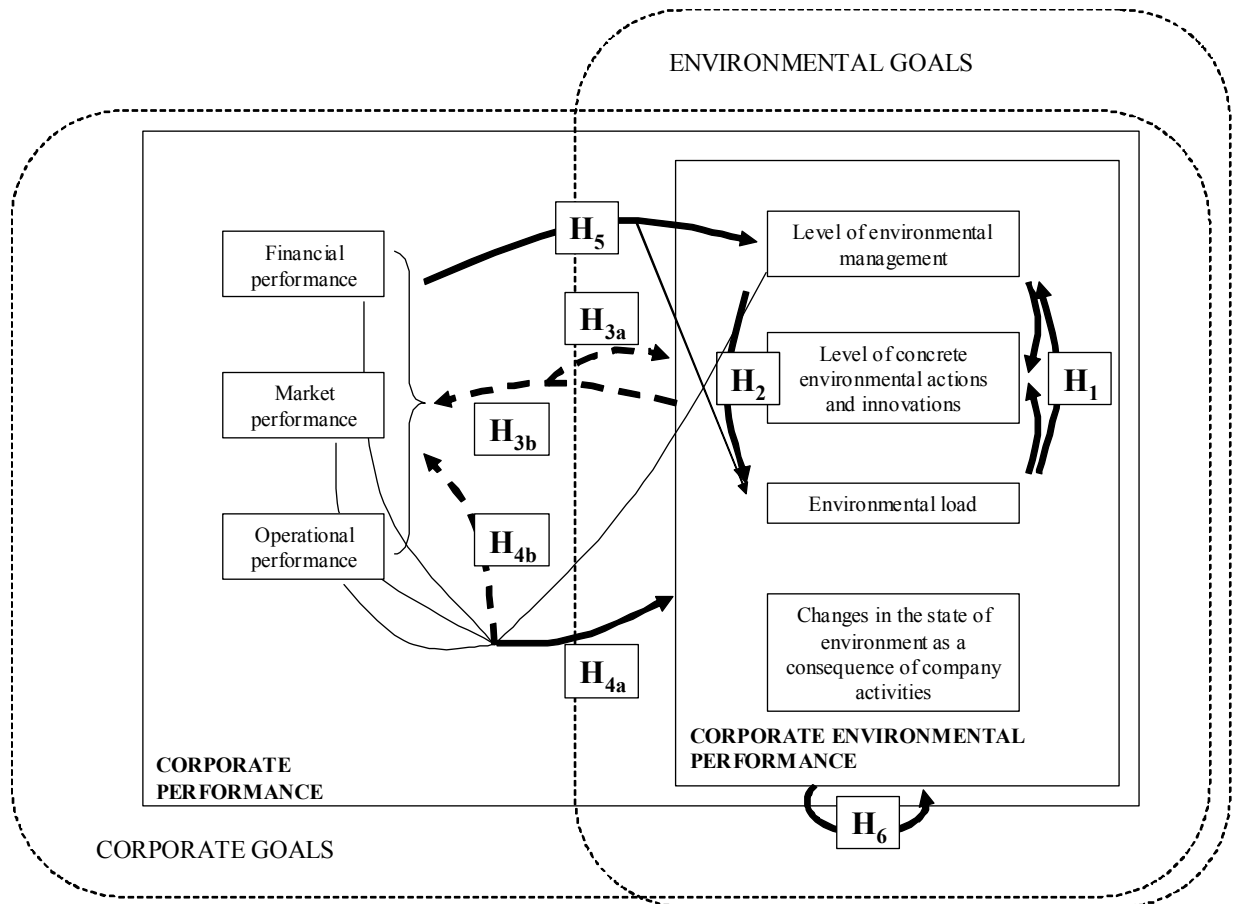 ENVIRONMENTAL GOALS
H5
Level of environmental
management
Financial
performance
H3a
Level of concrete
environmental actions
and innovations
H2
H1
Market
performance
H3b
Environmental load
Operational
performance
H4b
Changes in the state of
environment as a
consequence of company
activities
H4a
CORPORATE ENVIRONMENTAL
PERFORMANCE
CORPORATE
PERFORMANCE
H6
CORPORATE GOALS